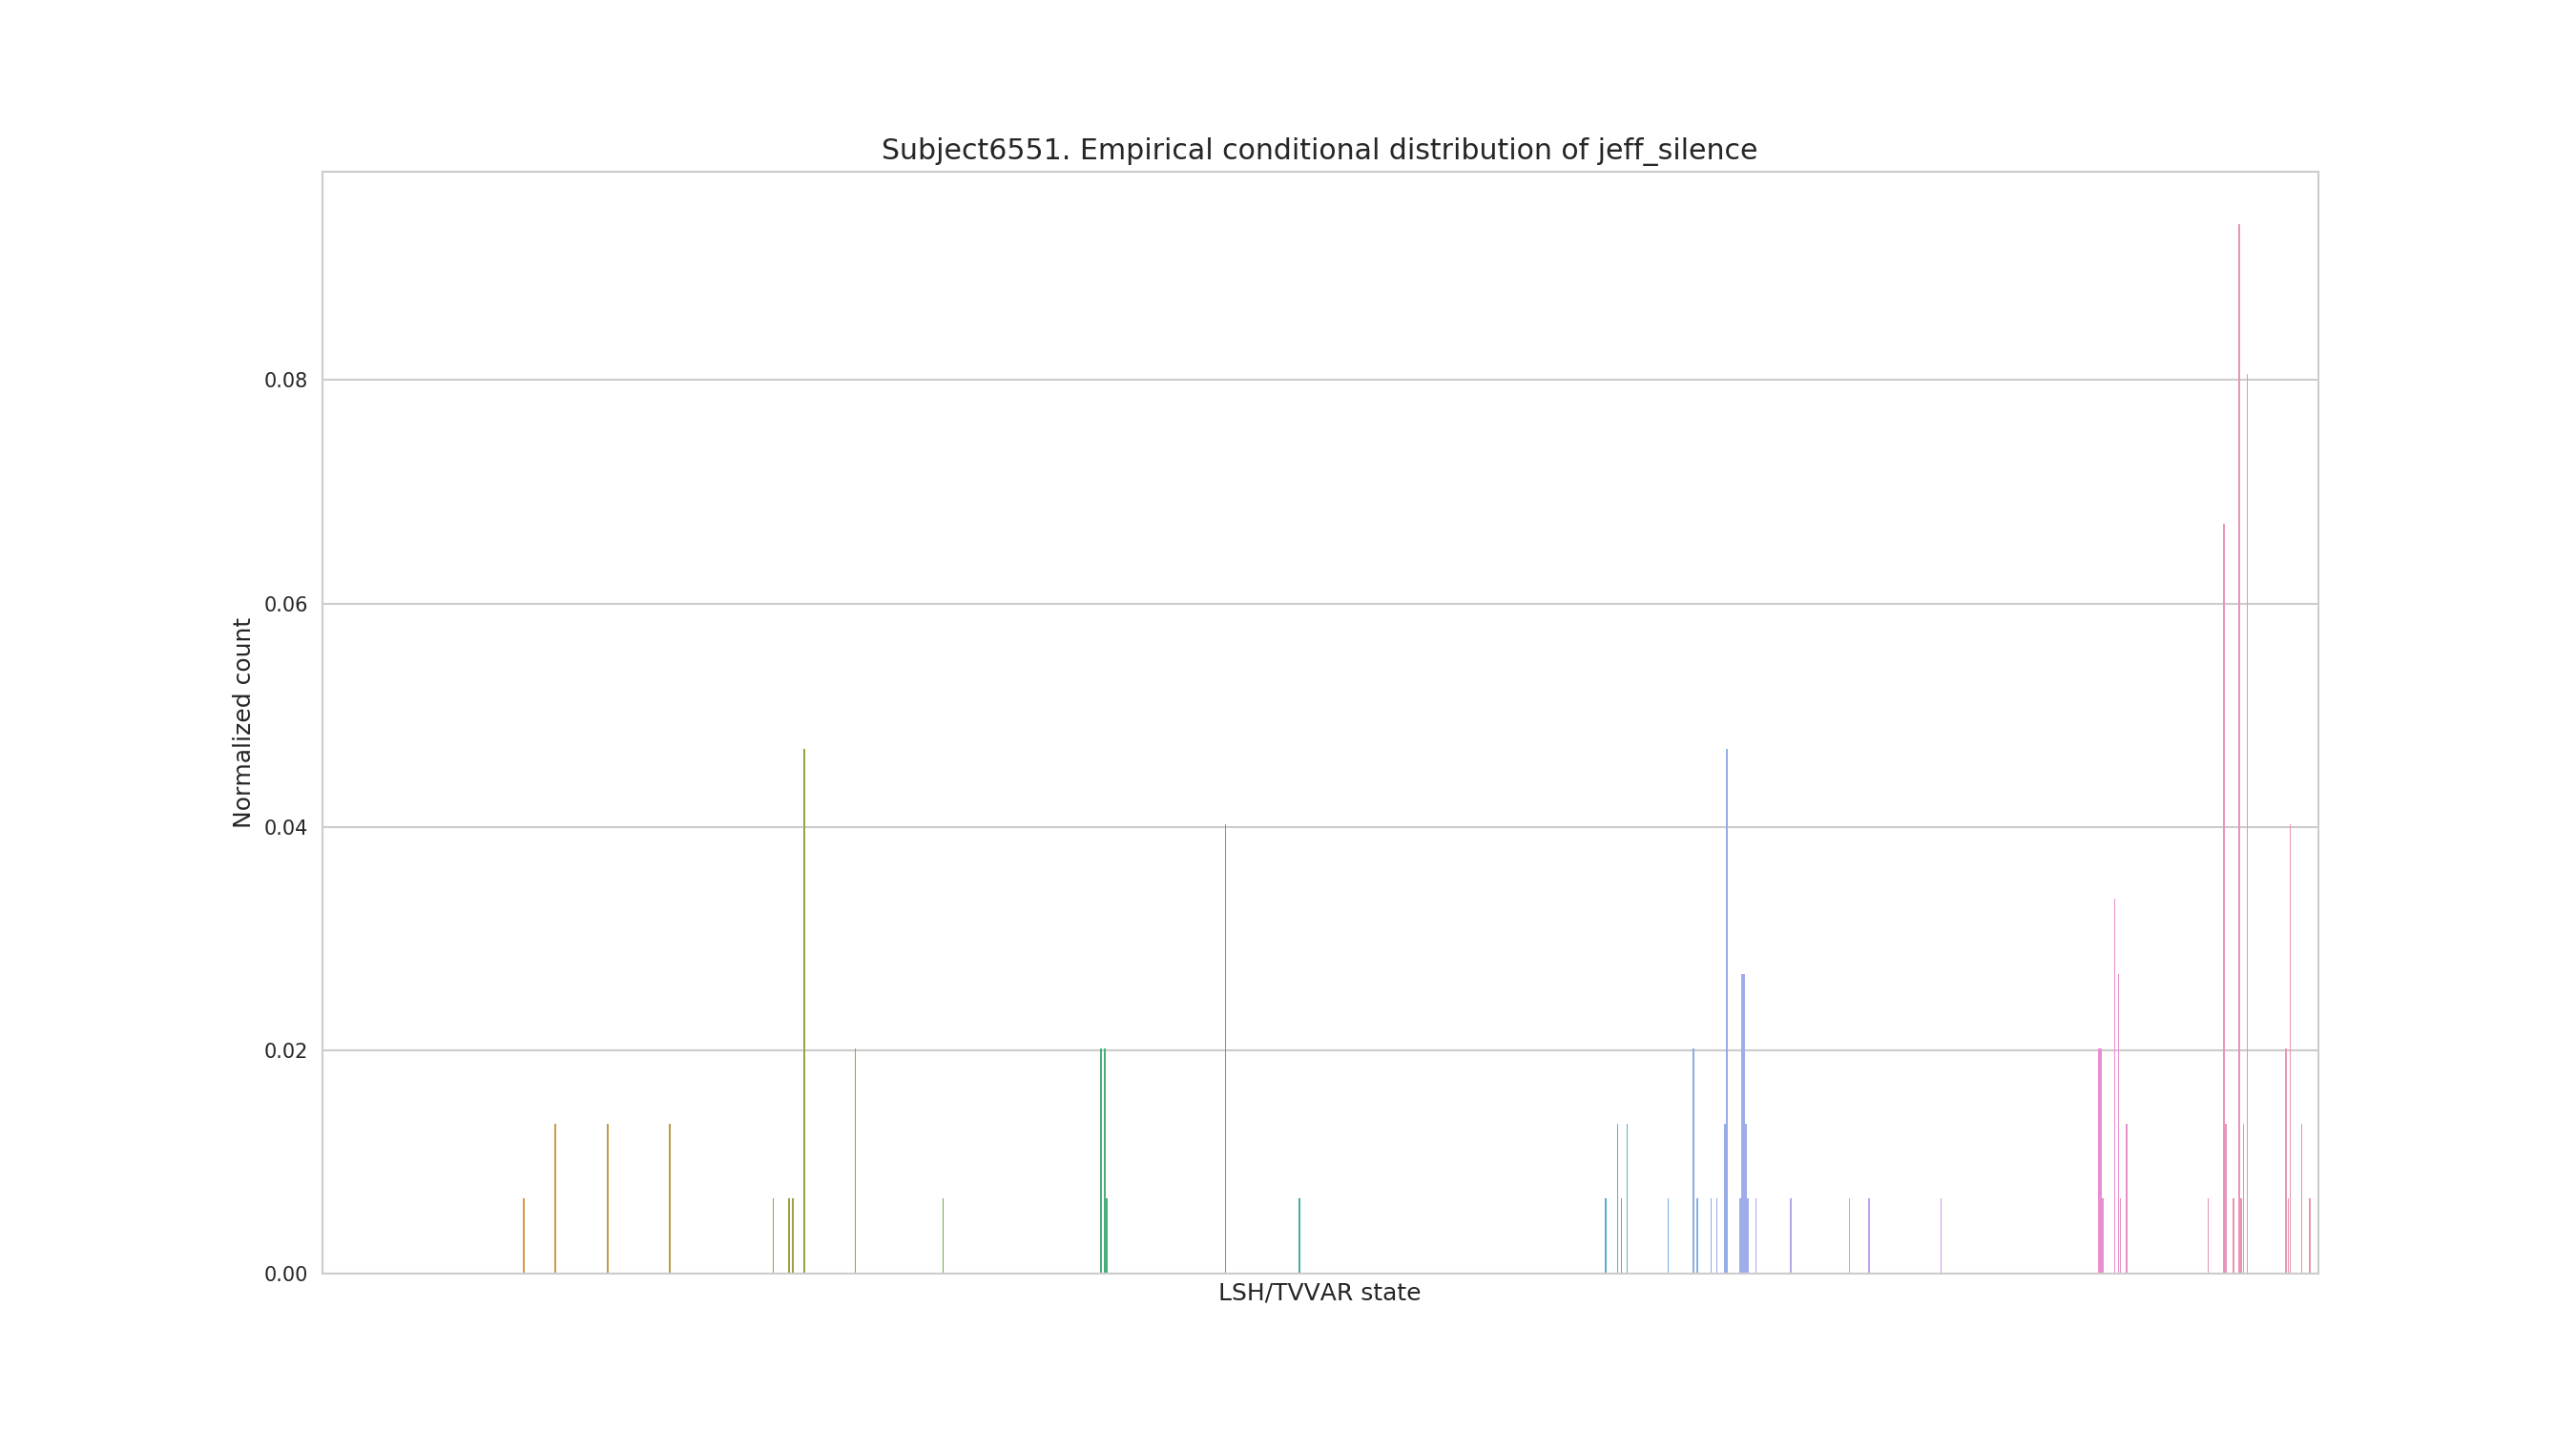 Subject6551. Empirical conditional distribution of jeff_silence
0.08
0.06
0.04
0.02
0.00
Normalized count
LSH/TVVAR state